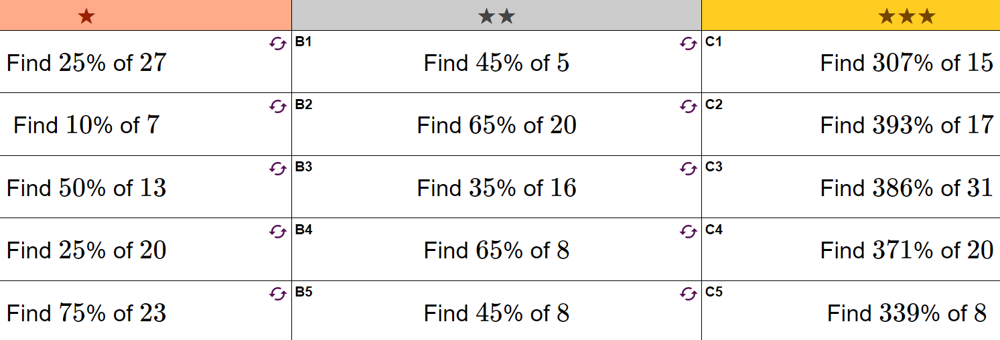 ★ ★★ ★★★
Find 25% of 27 B1 Find 45% of 5 C1 Find 307% of 15
Find 10% of 7 B2 Find 65% of 20 C2 Find 393% of 17
Find 50% of 13 B3 Find 35% of 16 C3 Find 386% of 31
Find 25% of 20 B4 Find 65% of 8 C4 Find 371% of 20
Find 75% of 23 B5 Find 45% of 8 C5 Find 339% of 8